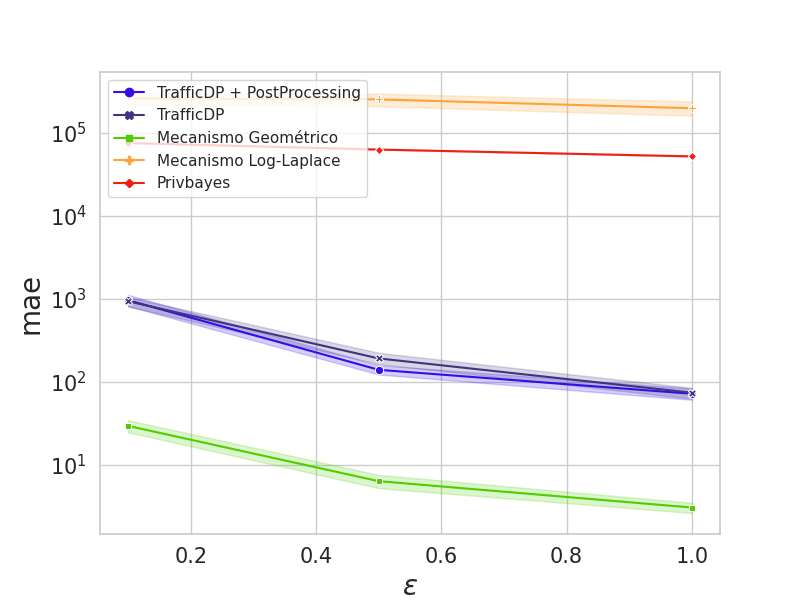 TrafficDP + PostProcessing
TrafficDP
Mecanismo Geométrico
Mecanismo Log-Laplace
Privbayes
10^5
10^4
10^3
10^2
10^1
mae
0.2 0.4 0.6 0.8 1.0
ε